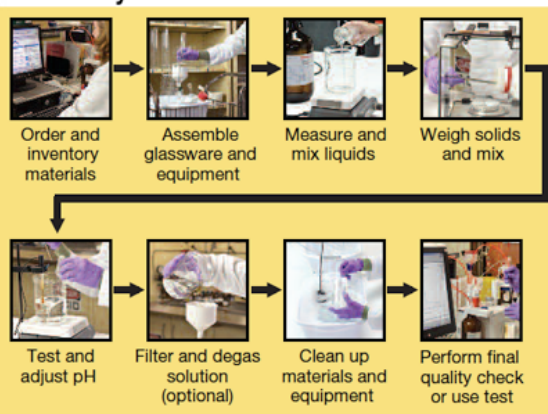 Order and
inventory
materials
Assemble
glassware and
equipment
Measure and
mix liquids
Weigh solids
and mix
Test and
adjust pH
Filter and degas
solution
(optional)
Clean up
materials and
equipment
Perform final
quality check
or use test